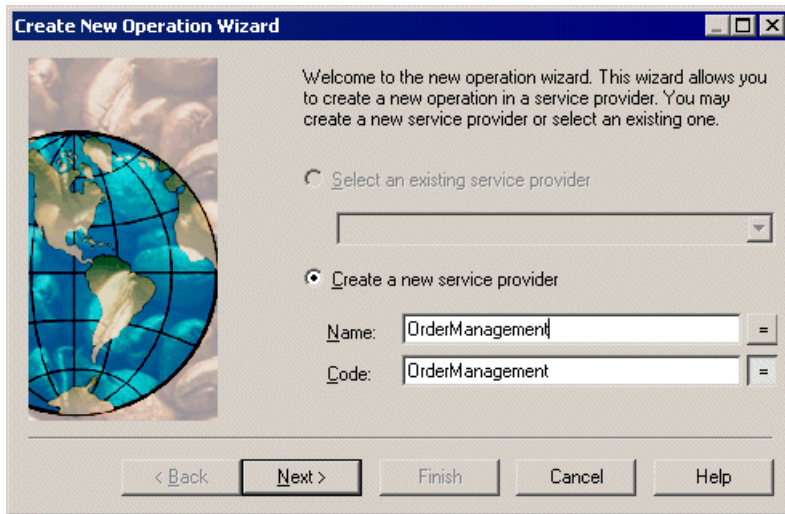 Create New Operation Wizard
Welcome to the new operation wizard. This wizard allows you
to create a new operation in a service provider. You may
create a new service provider or select an existing one.
Select an existing service provider
Create a new service provider
Name: OrderManagement =
Code: OrderManagement =
< Back Next > Finish Cancel Help